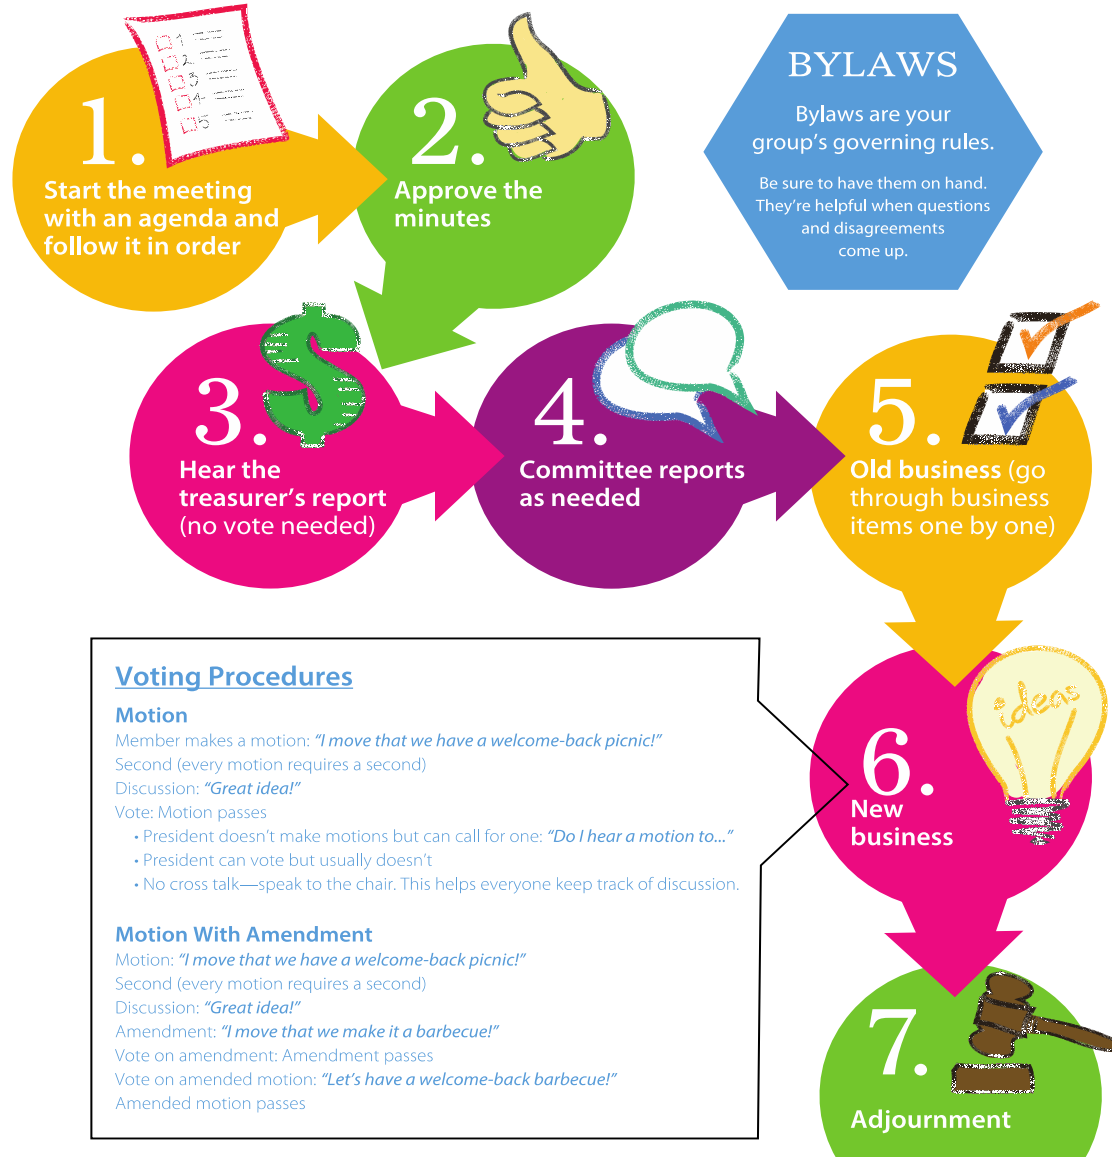 1
2
3
4
5
1.
Start the meeting
with an agenda and
follow it in order
2.
Approve the
minutes
BYLAWS
Bylaws are your
group’s governing rules.
Be sure to have them on hand.
They’re helpful when questions
and disagreements
come up.
3.
Hear the
treasurer’s report
(no vote needed)
$
4.
Committee reports
as needed
5.
Old business (go
through business
items one by one)
6.
New
business
ideas
Voting Procedures
Motion
Member makes a motion: “I move that we have a welcome-back picnic!”
Second (every motion requires a second)
Discussion: “Great idea!”
Vote: Motion passes
• President doesn’t make motions but can call for one: “Do I hear a motion to...”
• President can vote but usually doesn’t
• No cross talk—speak to the chair. This helps everyone keep track of discussion.
Motion With Amendment
Motion: “I move that we have a welcome-back picnic!”
Second (every motion requires a second)
Discussion: “Great idea!”
Amendment: “I move that we make it a barbecue!”
Vote on amendment: Amendment passes
Vote on amended motion: “Let’s have a welcome-back barbecue!”
Amended motion passes
7.
Adjournment